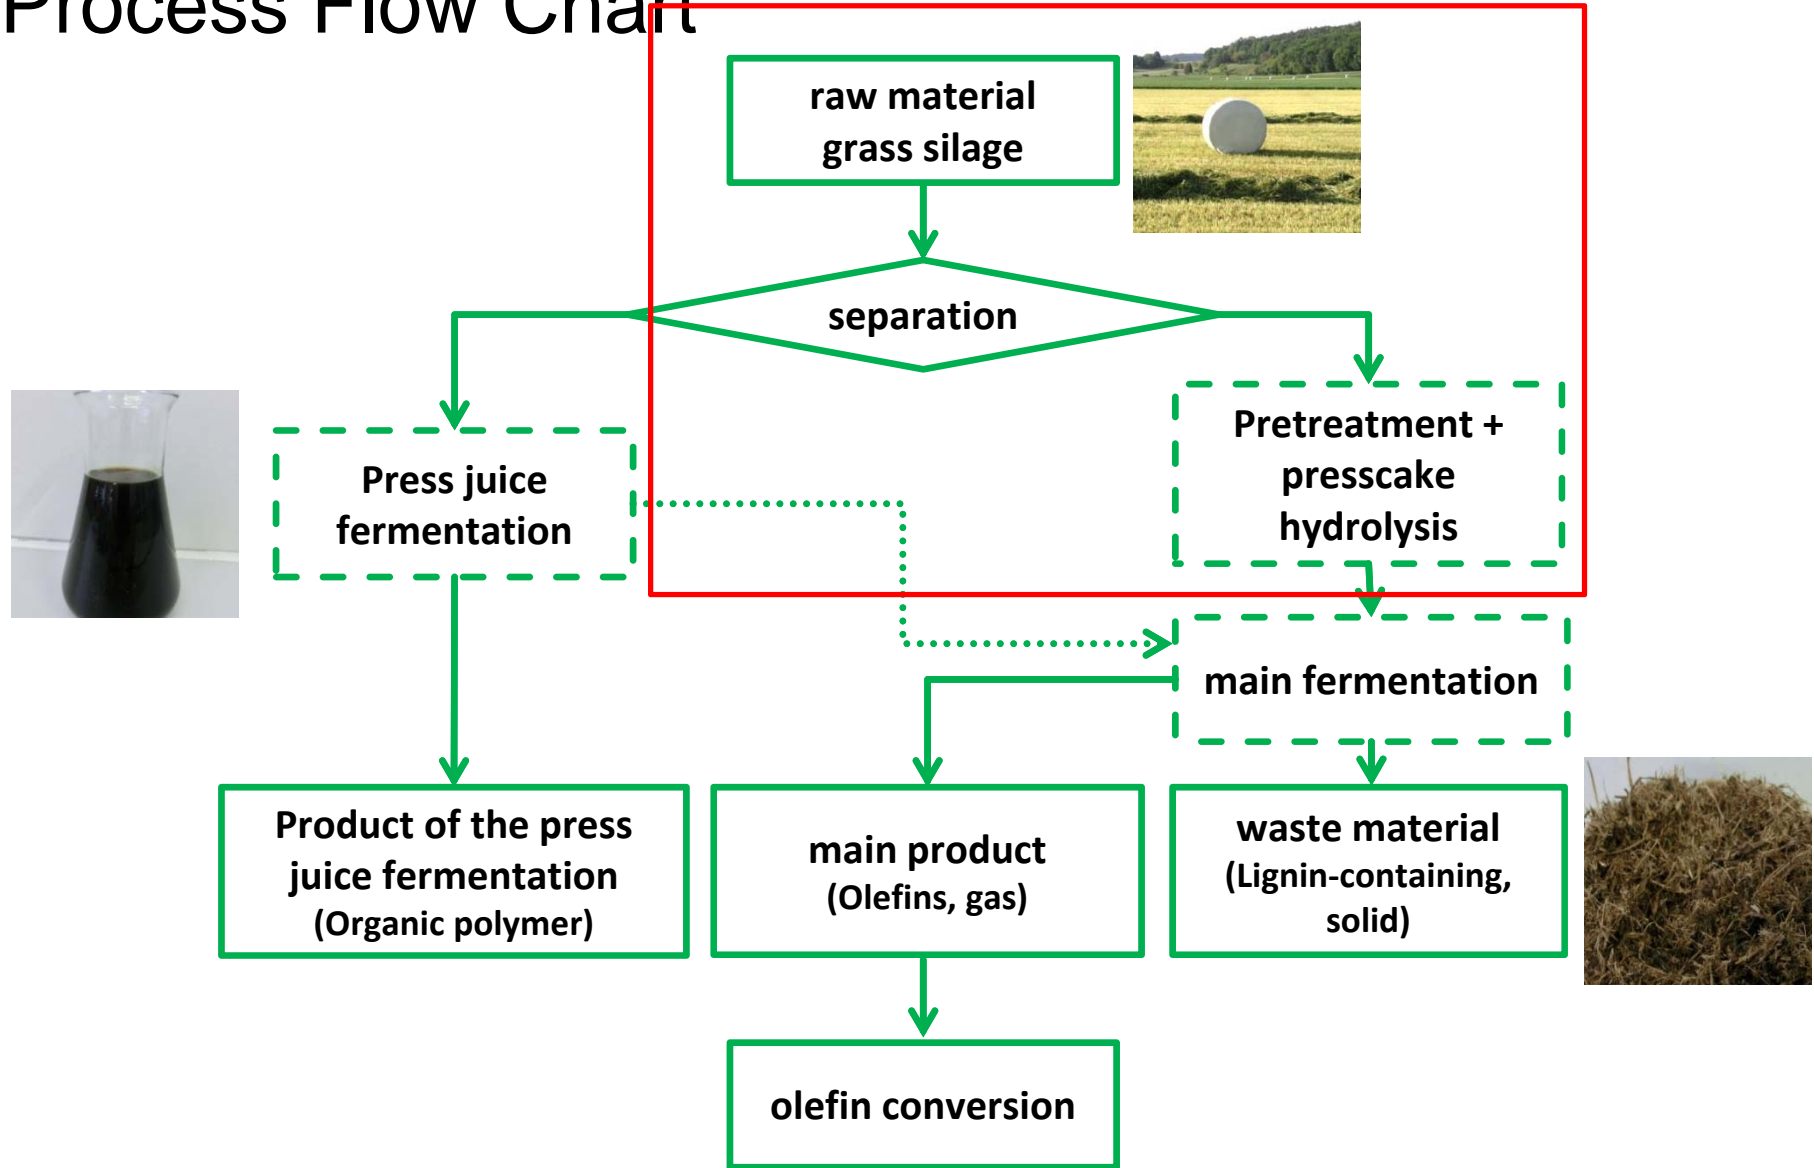 Process Flow Chart
raw material
grass silage
separation
Press juice
fermentation
Pretreatment +
presscake
hydrolysis
main fermentation
Product of the press
juice fermentation
(Organic polymer)
main product
(Olefins, gas)
waste material
(Lignin-containing,
solid)
olefin conversion